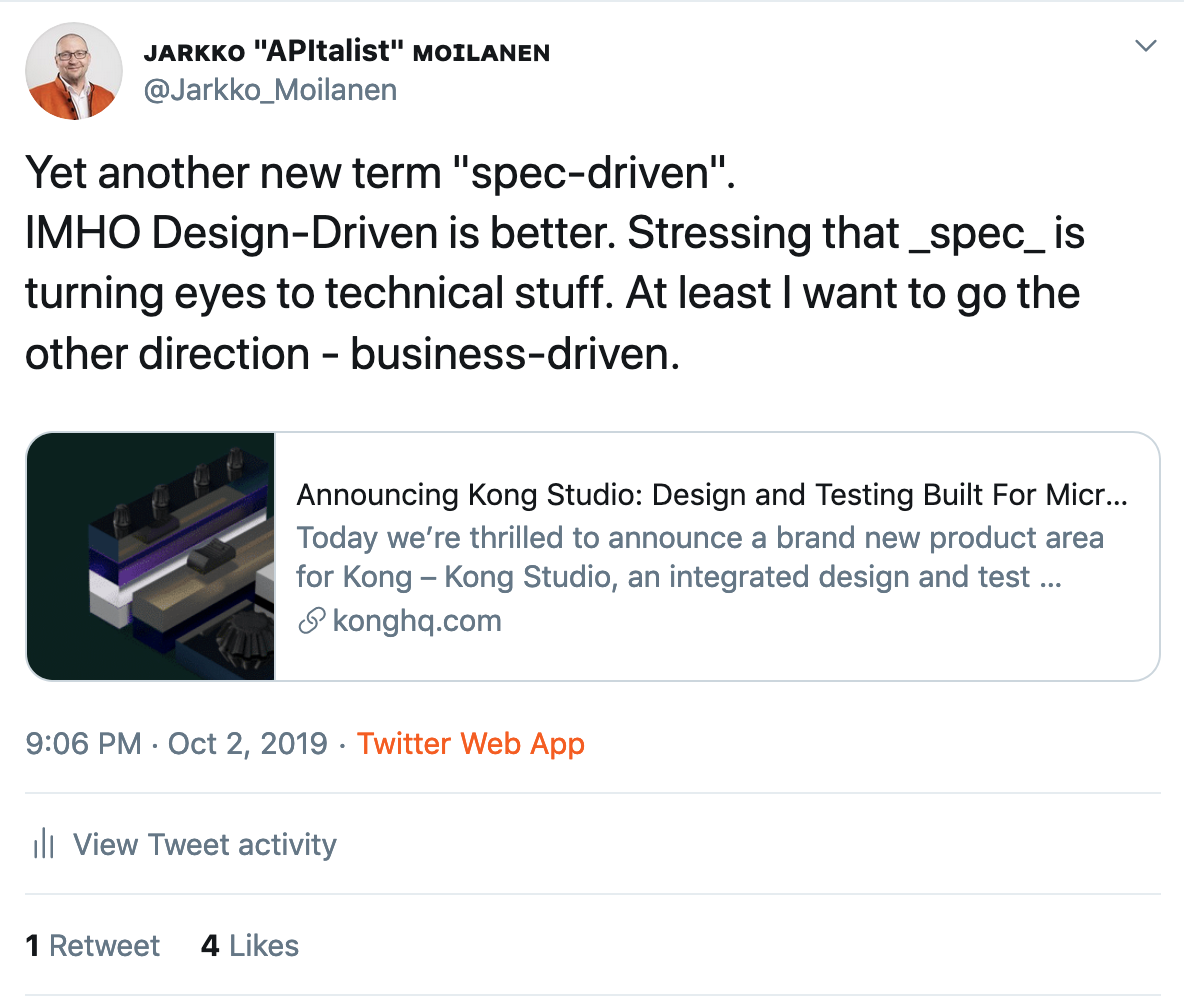 ᴊᴀʀᴋᴋᴏ "APItalist" ᴍᴏɪʟᴀɴᴇɴ
@Jarkko_Moilanen
Yet another new term "spec-driven".
IMHO Design-Driven is better. Stressing that _spec_ is
turning eyes to technical stuff. At least I want to go the
other direction - business-driven.
Announcing Kong Studio: Design and Testing Built For Micr...
Today we’re thrilled to announce a brand new product area
for Kong – Kong Studio, an integrated design and test ...
konghq.com
9:06 PM · Oct 2, 2019 · Twitter Web App
View Tweet activity
1 Retweet 4 Likes